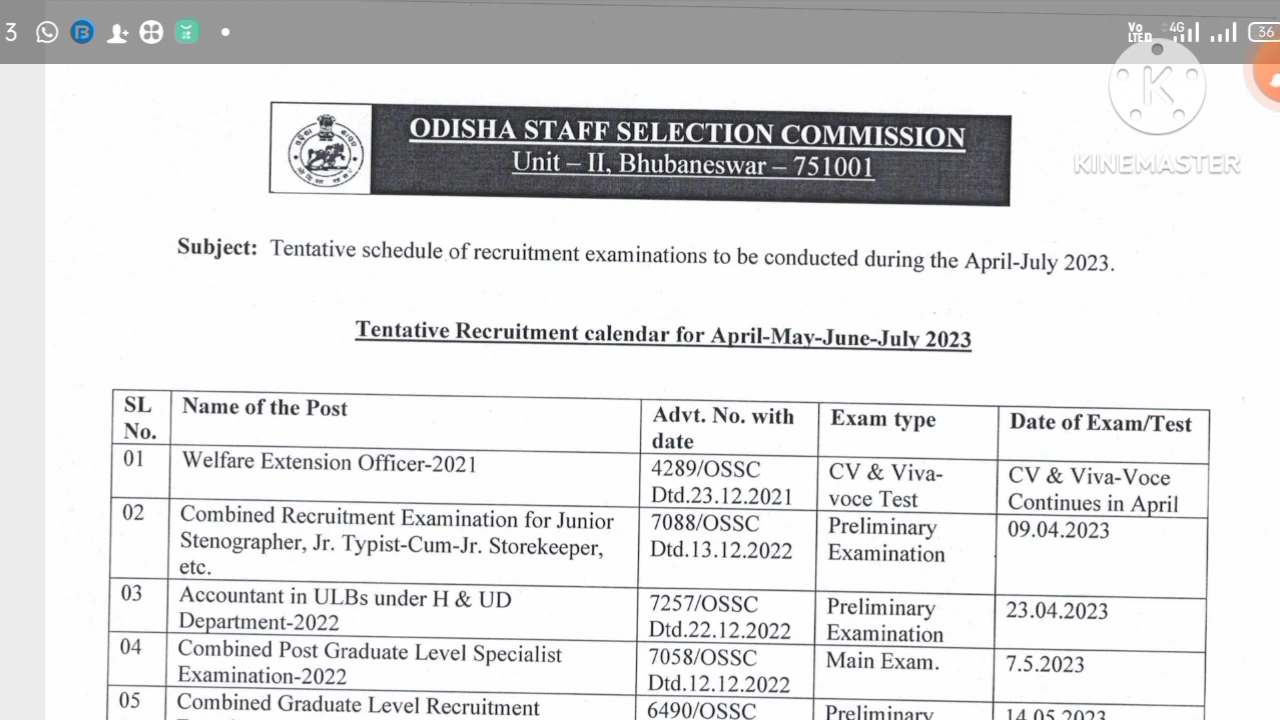 3
Vo LTED 4G 36
K
KINEMASTER
ODISHA STAFF SELECTION COMMISSION
Unit – II, Bhubaneswar – 751001
Subject: Tentative schedule of recruitment examinations to be conducted during the April-July 2023.
Tentative Recruitment calendar for April-May-June-July 2023
SL No. Name of the Post Advt. No. with date Exam type Date of Exam/Test
01 Welfare Extension Officer-2021 4289/OSSC Dtd.23.12.2021 CV & Viva-voce Test CV & Viva-Voce Continues in April
02 Combined Recruitment Examination for Junior Stenographer, Jr. Typist-Cum-Jr. Storekeeper, etc. 7088/OSSC Dtd.13.12.2022 Preliminary Examination 09.04.2023
03 Accountant in ULBs under H & UD Department-2022 7257/OSSC Dtd.22.12.2022 Preliminary Examination 23.04.2023
04 Combined Post Graduate Level Specialist Examination-2022 7058/OSSC Dtd.12.12.2022 Main Exam. 7.5.2023
05 Combined Graduate Level Recruitment 6490/OSSC Preliminary 14.05.2023